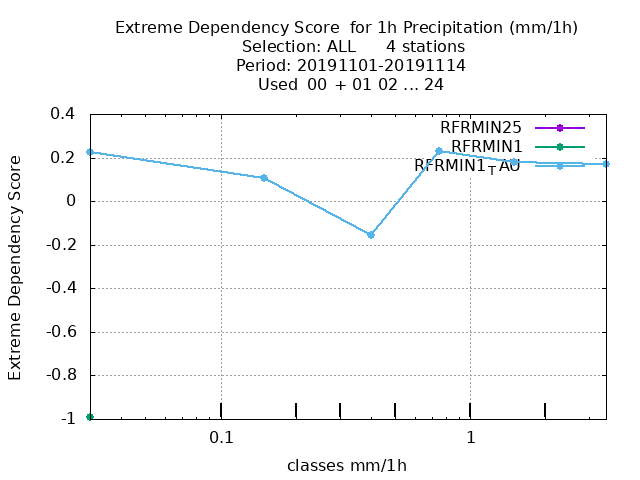 Extreme Dependency Score for 1h Precipitation (mm/1h)
Selection: ALL 4 stations
Period: 20191101-20191114
Used 00 + 01 02 ... 24
RFRMIN25
RFRMIN1
RFRMIN1TAU
0.4
0.2
0
-0.2
-0.4
-0.6
-0.8
-1
Extreme Dependency Score
0.1 1
classes mm/1h